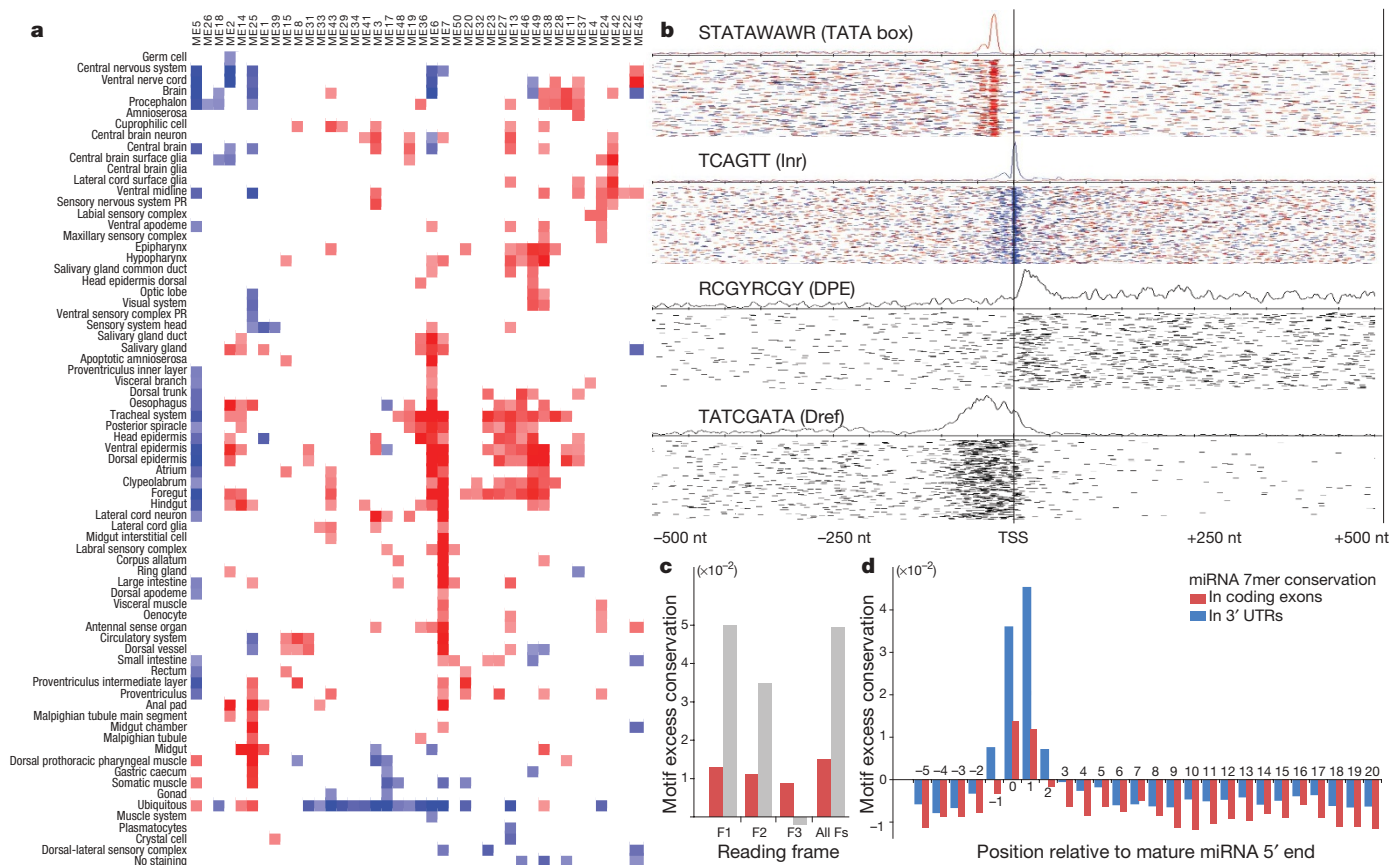 a
ME5
ME26
ME18
ME2
ME14
ME25
ME1
ME39
ME15
ME8
ME31
ME33
ME43
ME29
ME34
ME41
ME3
ME17
ME48
ME19
ME36
ME6
ME7
ME50
ME20
ME32
ME23
ME27
ME13
ME46
ME49
ME38
ME28
ME11
ME37
ME4
ME24
ME42
ME22
ME45
Germ cell
Central nervous system
Ventral nerve cord
Brain
Procephalon
Amnioserosa
Cuprophilic cell
Central brain neuron
Central brain
Central brain surface glia
Central brain glia
Lateral cord surface glia
Ventral midline
Sensory nervous system PR
Labial sensory complex
Ventral apodeme
Maxillary sensory complex
Epipharynx
Hypopharynx
Salivary gland common duct
Head epidermis dorsal
Optic lobe
Visual system
Ventral sensory complex PR
Sensory system head
Salivary gland duct
Salivary gland
Apoptotic amnioserosa
Proventriculus inner layer
Visceral branch
Dorsal trunk
Oesophagus
Tracheal system
Posterior spiracle
Head epidermis
Ventral epidermis
Dorsal epidermis
Atrium
Clypeolabrum
Foregut
Hindgut
Lateral cord neuron
Lateral cord glia
Midgut interstitial cell
Labral sensory complex
Corpus allatum
Ring gland
Large intestine
Dorsal apodeme
Visceral muscle
Oenocyte
Antennal sense organ
Circulatory system
Dorsal vessel
Small intestine
Rectum
Proventriculus intermediate layer
Proventriculus
Anal pad
Malpighian tubule main segment
Midgut chamber
Malpighian tubule
Midgut
Dorsal prothoracic pharyngeal muscle
Gastric caecum
Somatic muscle
Gonad
Ubiquitous
Muscle system
Plasmatocytes
Crystal cell
Dorsal-lateral sensory complex
No staining
b
STATAWAWR (TATA box)
TCAGTT (Inr)
RCGYRCGY (DPE)
TATCGATA (Dref)
−500 nt −250 nt TSS +250 nt +500 nt
c
(×10−2)
Motif excess conservation
5
4
3
2
1
F1 F2 F3 All Fs
Reading frame
d
(×10−2)
Motif excess conservation
miRNA 7mer conservation
In coding exons
In 3′ UTRs
4
3
2
1
0
−1
−5 −4 −3 −2 −1 0 1 2 3 4 5 6 7 8 9 10 11 12 13 14 15 16 17 18 19 20
Position relative to mature miRNA 5′ end